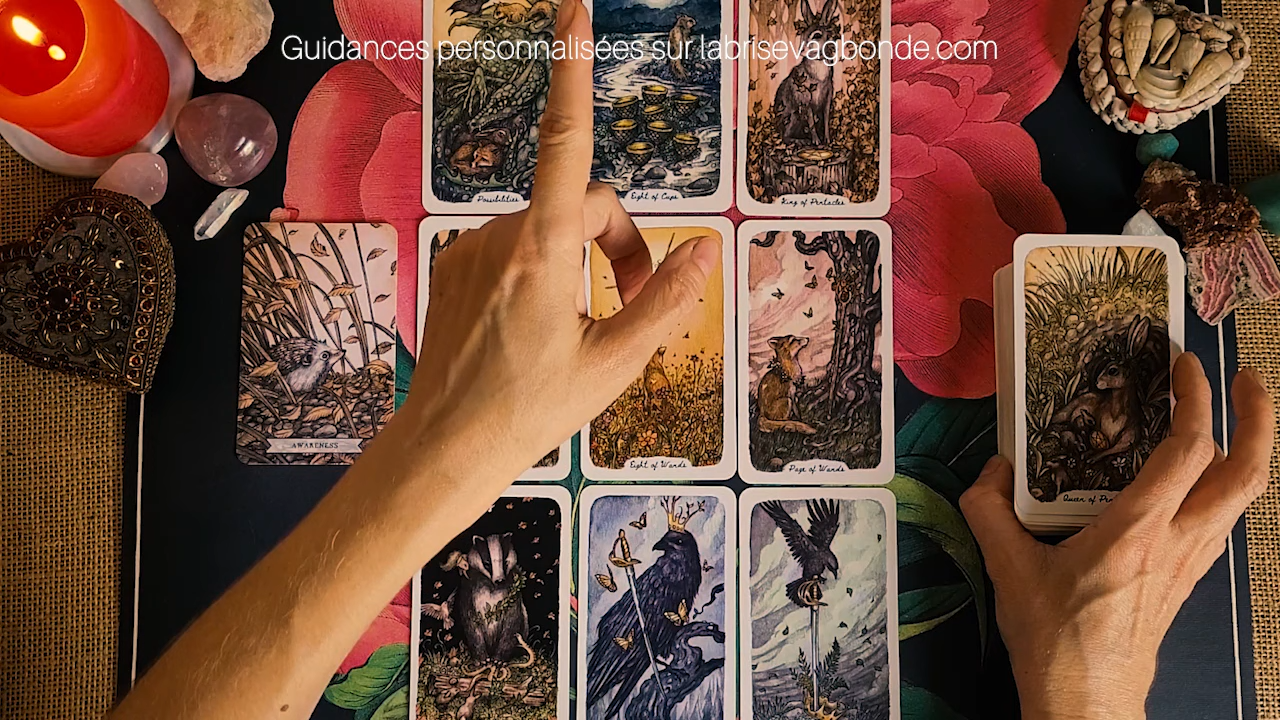 Guidances personnalisées sur labrisevagbonde.com
Possibilities
Eight of Cups
King of Pentacles
AWARENESS
Eight of Wands
Page of Wands
Queen of Pen